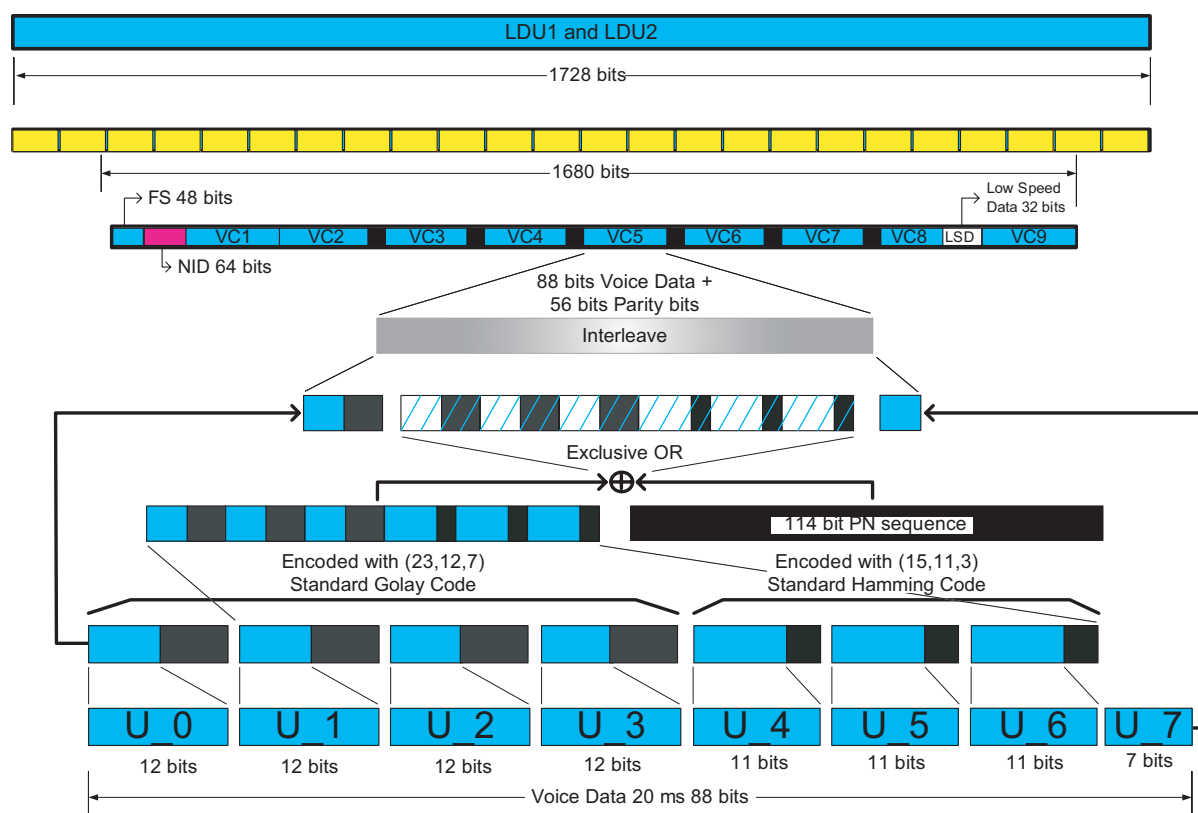 LDU1 and LDU2
1728 bits
1680 bits
FS 48 bits
Low Speed
Data 32 bits
VC1 VC2 VC3 VC4 VC5 VC6 VC7 VC8 LSD VC9
NID 64 bits
88 bits Voice Data +
56 bits Parity bits
Interleave
Exclusive OR
114 bit PN sequence
Encoded with (23,12,7)
Standard Golay Code
Encoded with (15,11,3)
Standard Hamming Code
U_0 U_1 U_2 U_3 U_4 U_5 U_6 U_7
12 bits 12 bits 12 bits 12 bits 11 bits 11 bits 11 bits 7 bits
Voice Data 20 ms 88 bits